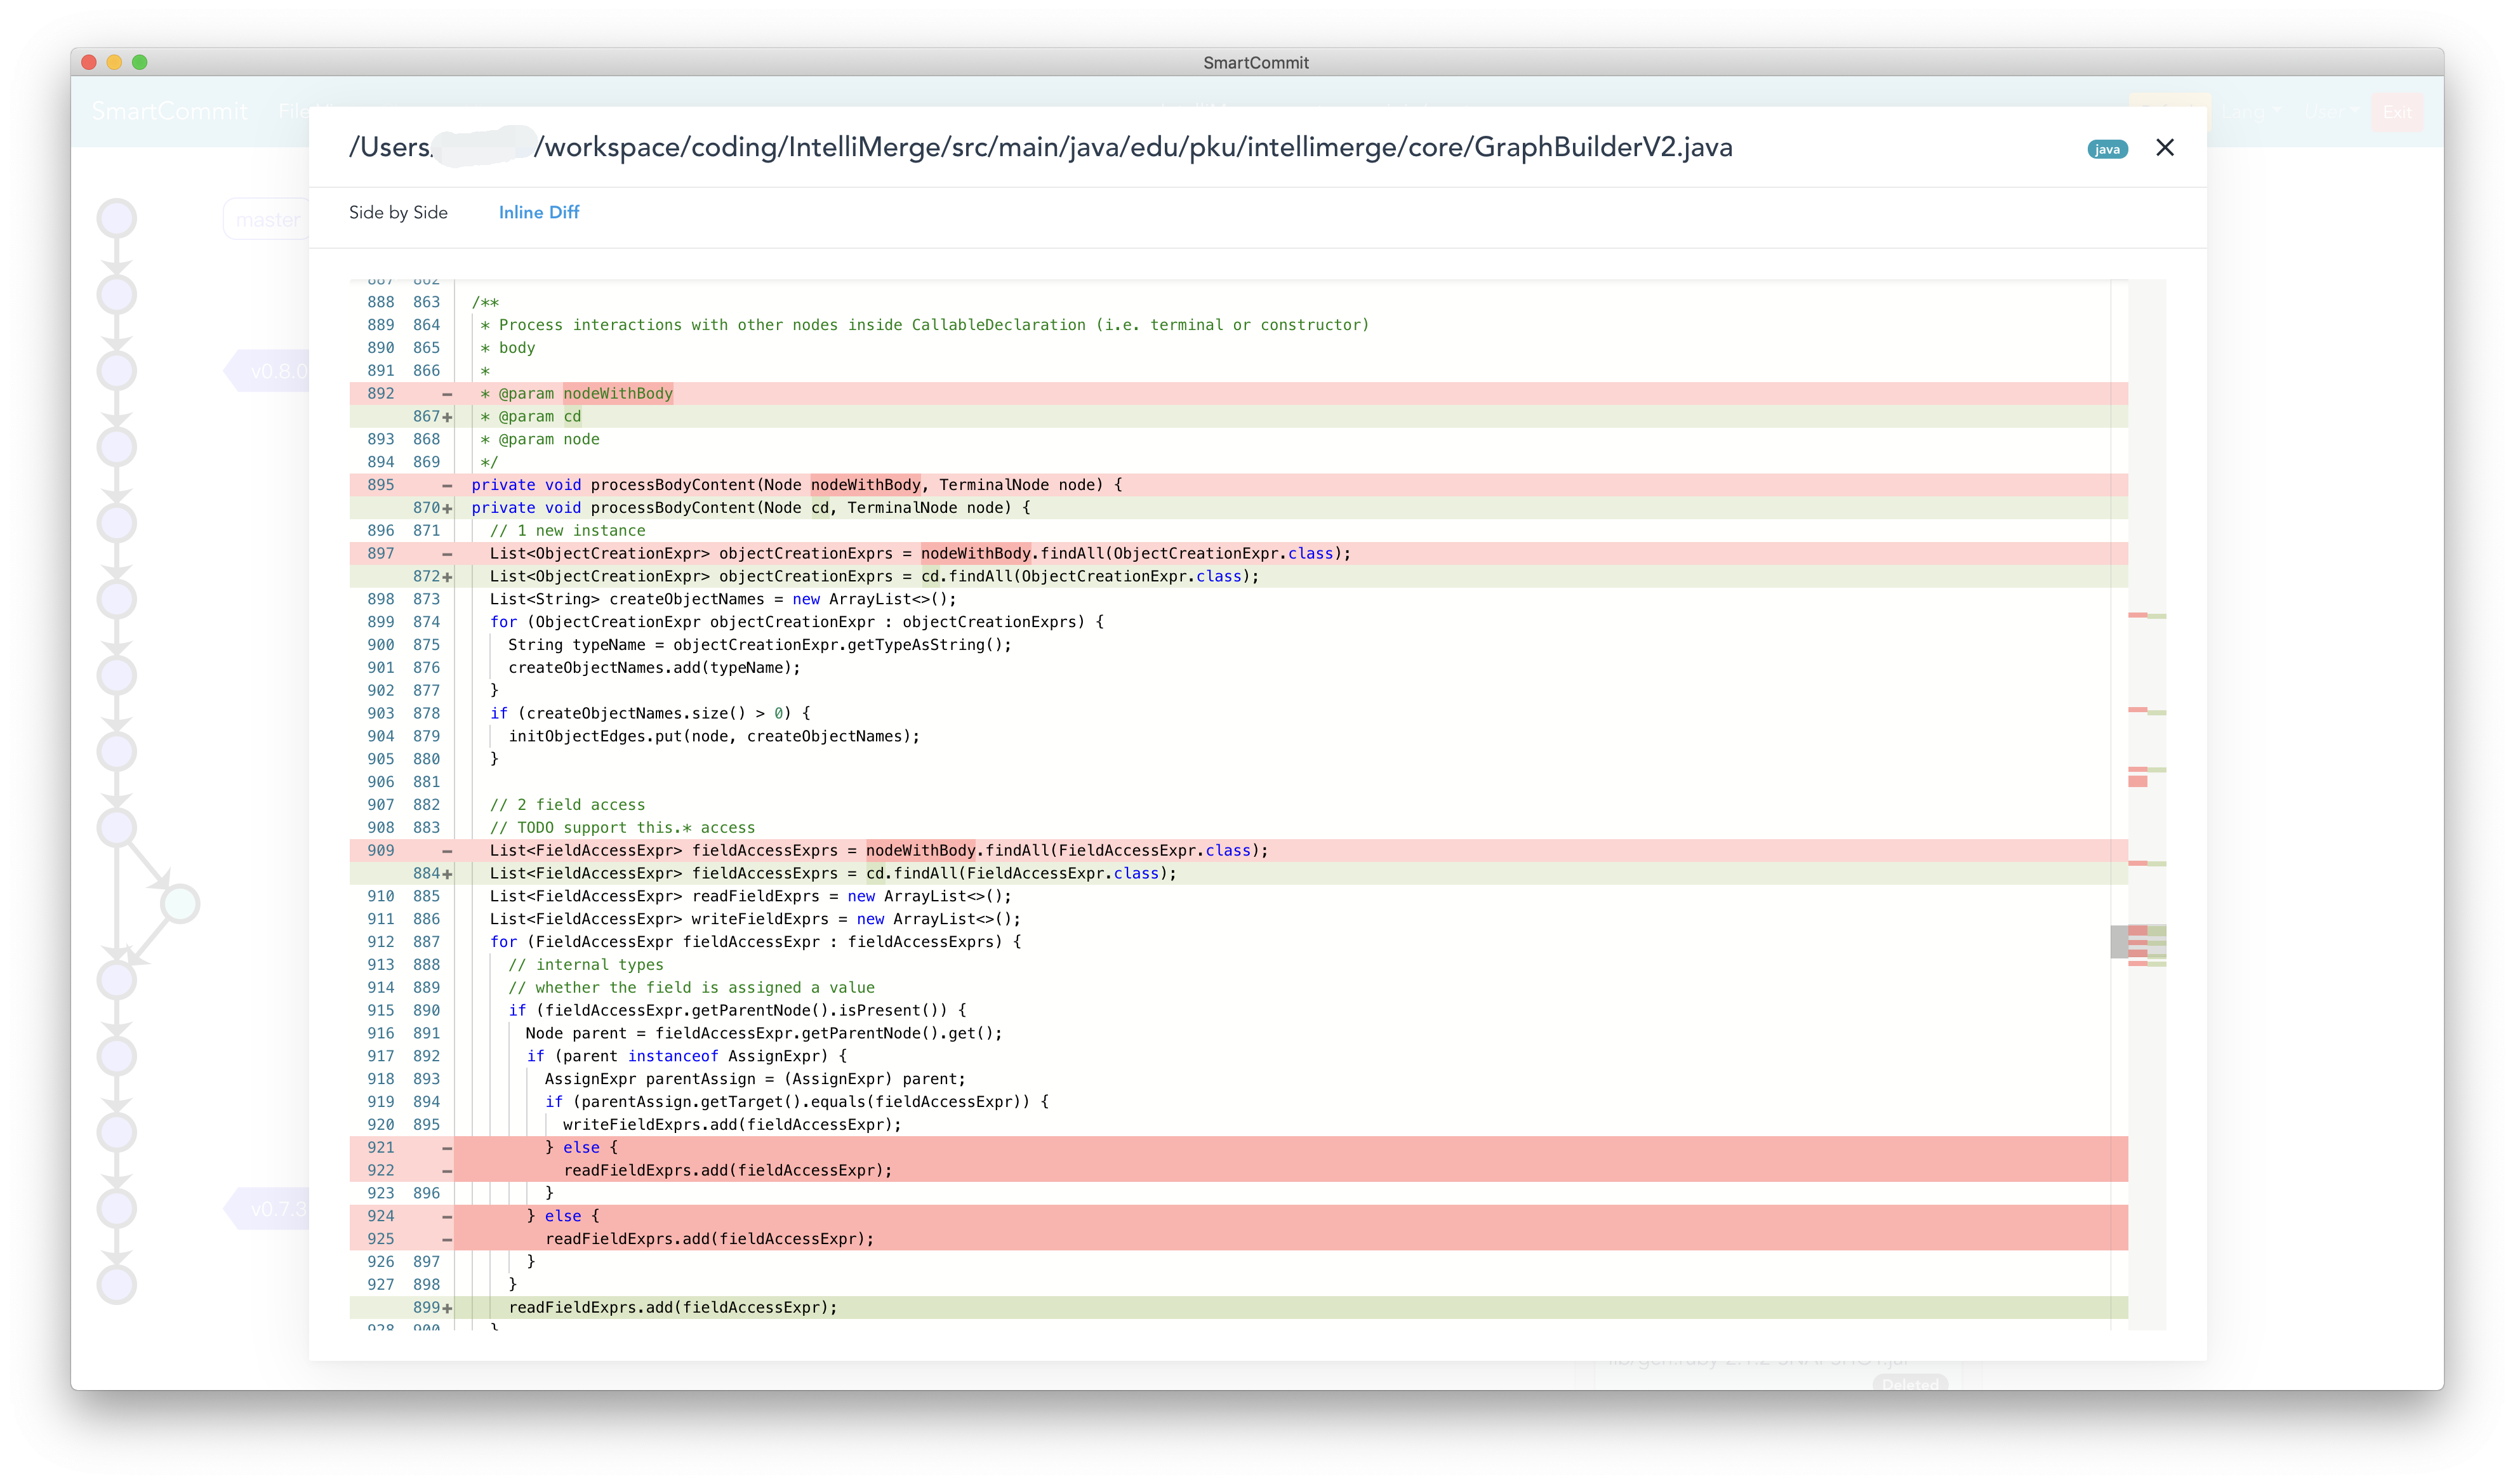 SmartCommit
SmartCommit File
Lang User Exit
/Users/ /workspace/coding/IntelliMerge/src/main/java/edu/pku/intellimerge/core/GraphBuilderV2.java java
Side by Side Inline Diff
master
v0.8.0
v0.7.3
887 862
888 863 /**
889 864 * Process interactions with other nodes inside CallableDeclaration (i.e. terminal or constructor)
890 865 * body
891 866 *
892 - * @param nodeWithBody
867+ * @param cd
893 868 * @param node
894 869 */
895 - private void processBodyContent(Node nodeWithBody, TerminalNode node) {
870+ private void processBodyContent(Node cd, TerminalNode node) {
896 871 // 1 new instance
897 - List<ObjectCreationExpr> objectCreationExprs = nodeWithBody.findAll(ObjectCreationExpr.class);
872+ List<ObjectCreationExpr> objectCreationExprs = cd.findAll(ObjectCreationExpr.class);
898 873 List<String> createObjectNames = new ArrayList<>();
899 874 for (ObjectCreationExpr objectCreationExpr : objectCreationExprs) {
900 875 String typeName = objectCreationExpr.getTypeAsString();
901 876 createObjectNames.add(typeName);
902 877 }
903 878 if (createObjectNames.size() > 0) {
904 879 initObjectEdges.put(node, createObjectNames);
905 880 }
906 881
907 882 // 2 field access
908 883 // TODO support this.* access
909 - List<FieldAccessExpr> fieldAccessExprs = nodeWithBody.findAll(FieldAccessExpr.class);
884+ List<FieldAccessExpr> fieldAccessExprs = cd.findAll(FieldAccessExpr.class);
910 885 List<FieldAccessExpr> readFieldExprs = new ArrayList<>();
911 886 List<FieldAccessExpr> writeFieldExprs = new ArrayList<>();
912 887 for (FieldAccessExpr fieldAccessExpr : fieldAccessExprs) {
913 888 // internal types
914 889 // whether the field is assigned a value
915 890 if (fieldAccessExpr.getParentNode().isPresent()) {
916 891 Node parent = fieldAccessExpr.getParentNode().get();
917 892 if (parent instanceof AssignExpr) {
918 893 AssignExpr parentAssign = (AssignExpr) parent;
919 894 if (parentAssign.getTarget().equals(fieldAccessExpr)) {
920 895 writeFieldExprs.add(fieldAccessExpr);
921 - } else {
922 - readFieldExprs.add(fieldAccessExpr);
923 896 }
924 - } else {
925 - readFieldExprs.add(fieldAccessExpr);
926 897 }
927 898 }
899+ readFieldExprs.add(fieldAccessExpr);
928 900 }
Deleted